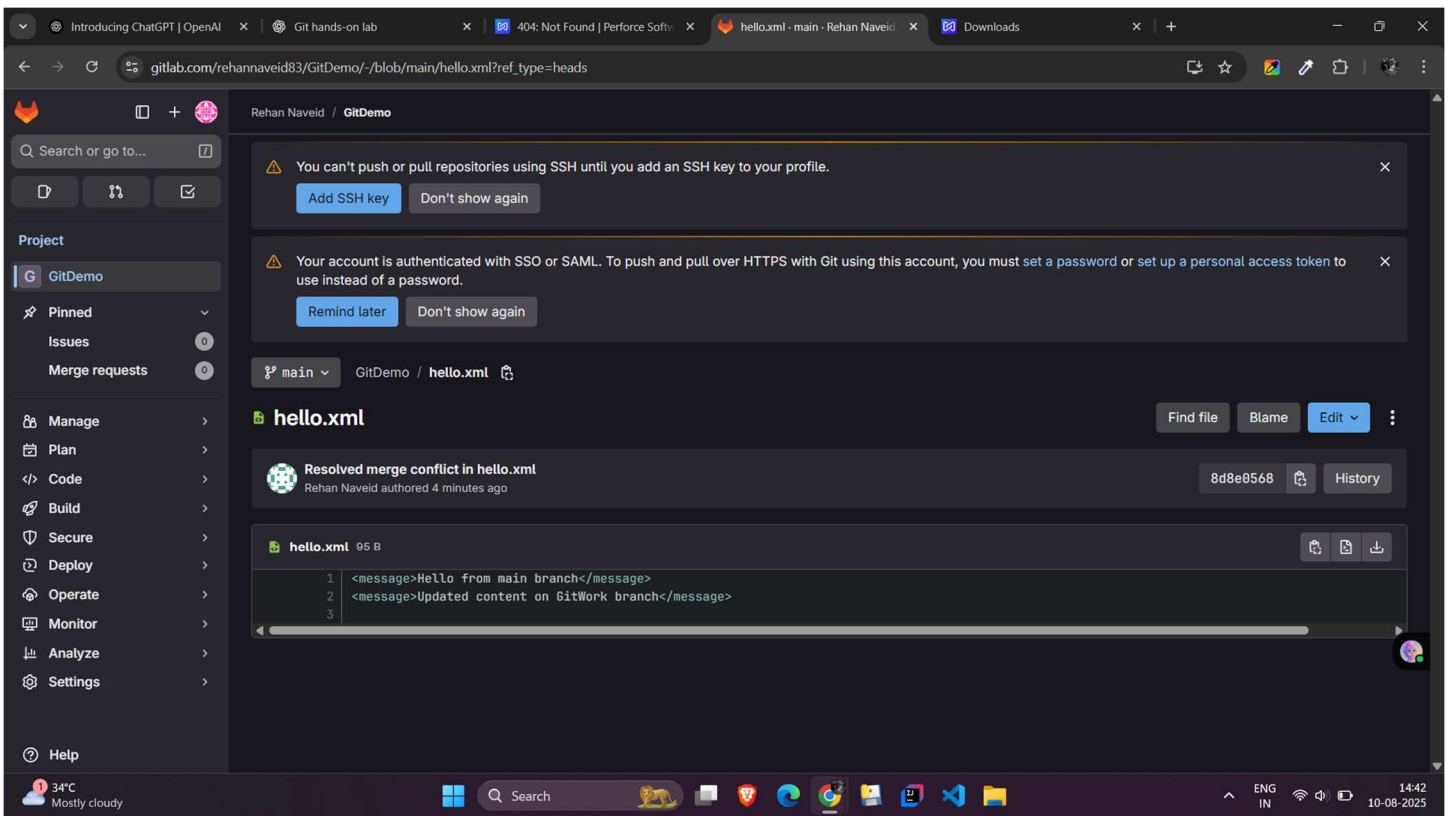 Introducing ChatGPT | OpenAI
Git hands-on lab
404: Not Found | Perforce Softw
hello.xml · main · Rehan Naveid
Downloads
gitlab.com/rehannaveid83/GitDemo/-/blob/main/hello.xml?ref_type=heads
Rehan Naveid / GitDemo
Search or go to... /
Project
G GitDemo
Pinned
Issues 0
Merge requests 0
Manage
Plan
Code
Build
Secure
Deploy
Operate
Monitor
Analyze
Settings
Help
You can't push or pull repositories using SSH until you add an SSH key to your profile.
Add SSH key Don't show again
Your account is authenticated with SSO or SAML. To push and pull over HTTPS with Git using this account, you must set a password or set up a personal access token to
use instead of a password.
Remind later Don't show again
main GitDemo / hello.xml
hello.xml
Find file Blame Edit
Resolved merge conflict in hello.xml
Rehan Naveid authored 4 minutes ago
8d8e0568 History
hello.xml 95 B
1 <message>Hello from main branch</message>
2 <message>Updated content on GitWork branch</message>
3
1 34°C
Mostly cloudy
Search
ENG
IN
14:42
10-08-2025